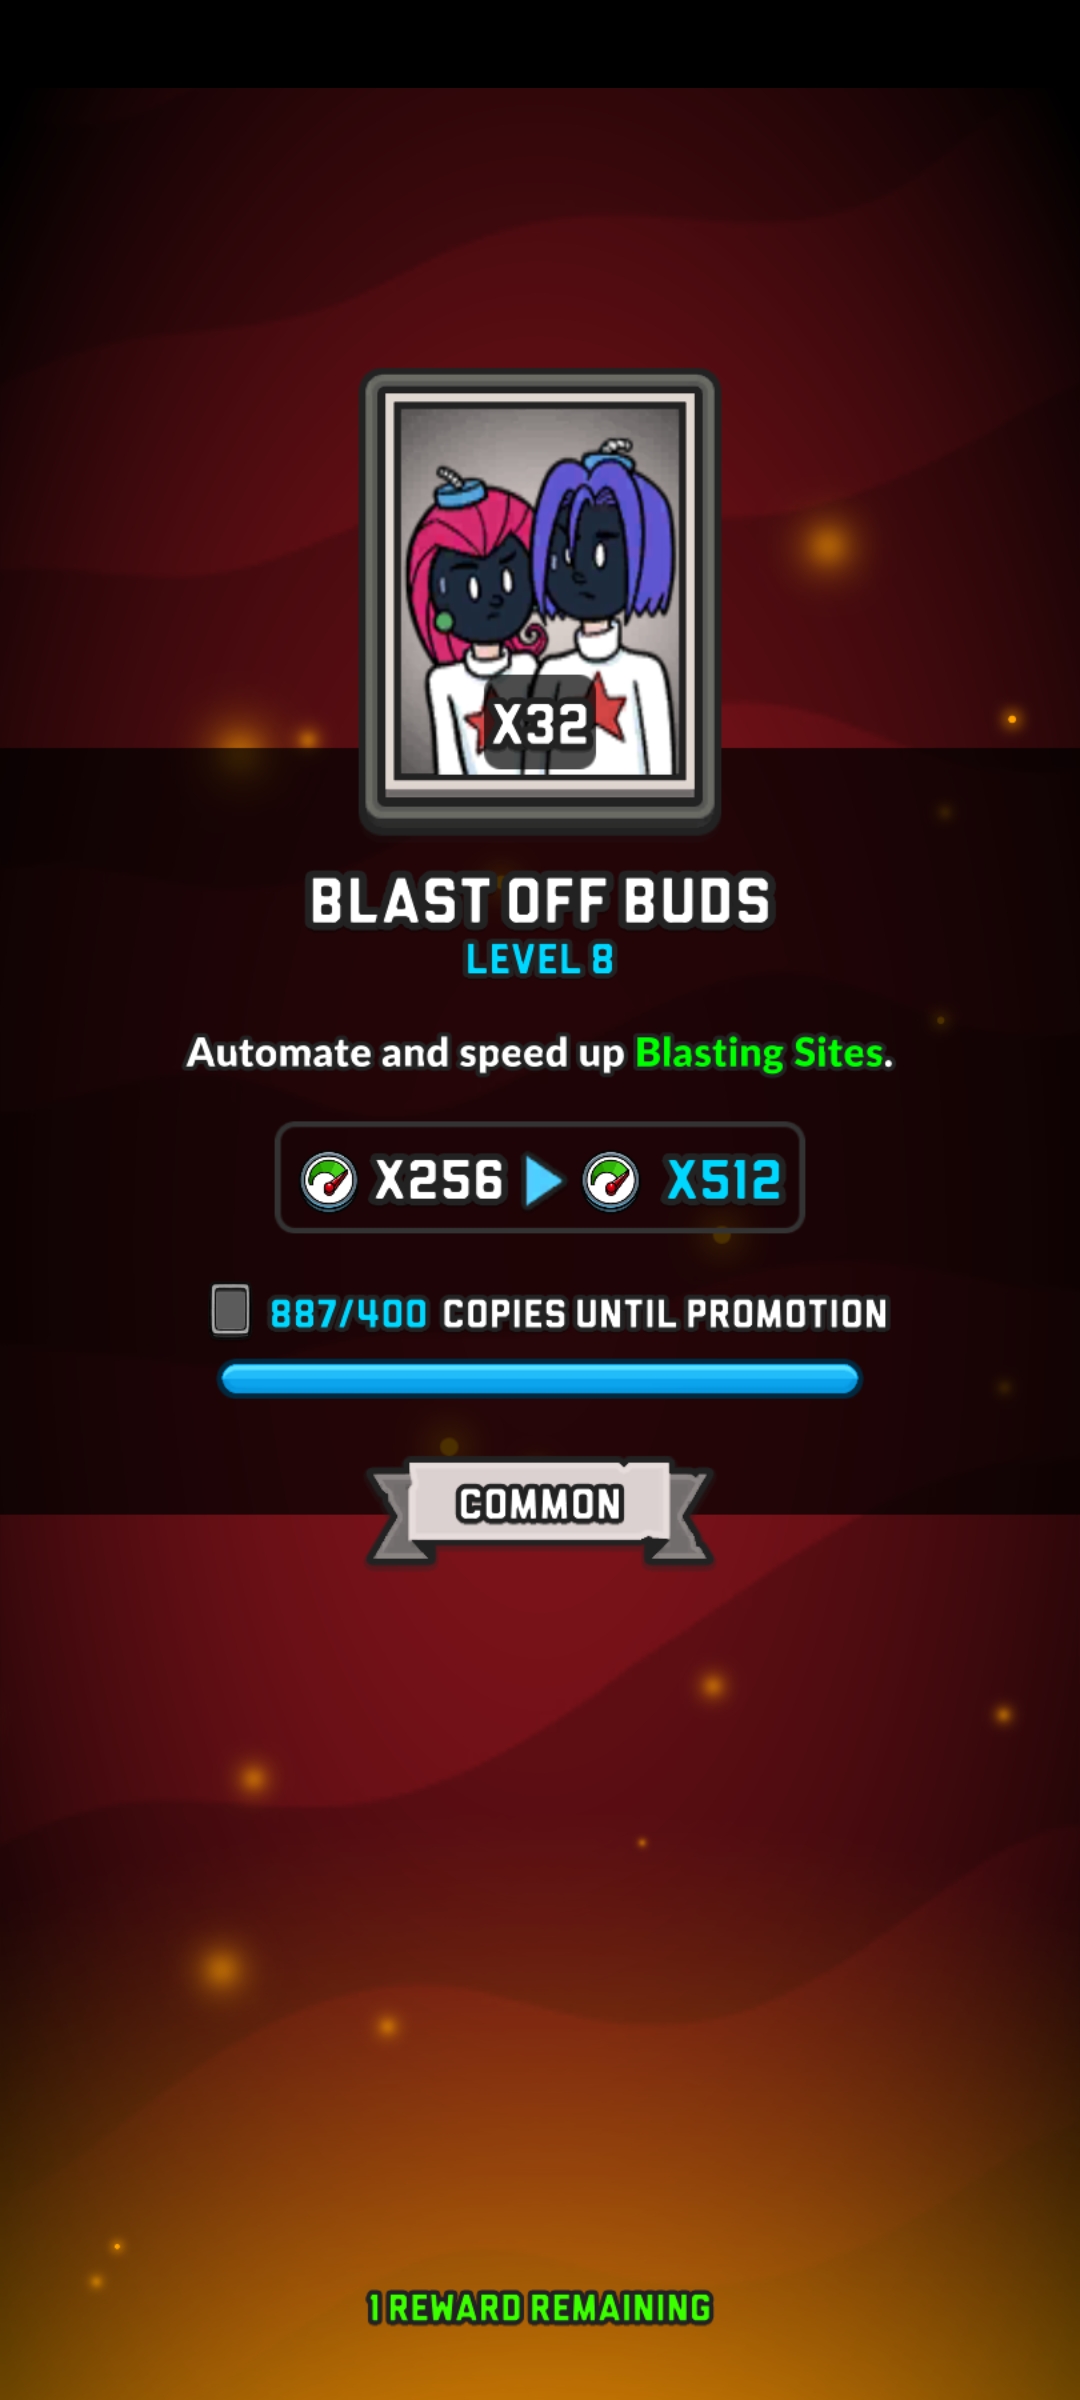 X32
BLAST OFF BUDS
LEVEL 8
Automate and speed up Blasting Sites.
X256 X512
887/400 COPIES UNTIL PROMOTION
COMMON
1 REWARD REMAINING